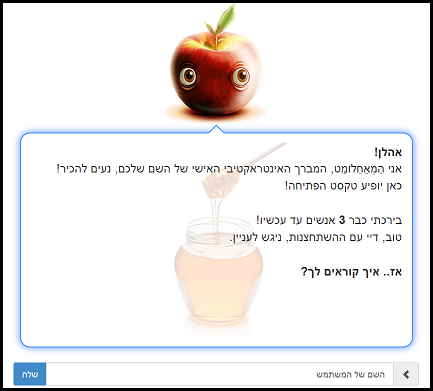 אהלן!
אני הַמְאַחֵלוֹמָט, המברך האינטראקטיבי האישי של השם שלכם, נעים להכיר!
כאן יופיע טקסט הפתיחה!
בירכתי כבר 3 אנשים עד עכשיו!
טוב, דיי עם ההשתחצנות, ניגש לעניין.
אז.. איך קוראים לך?
השם של המשתמש
שלח